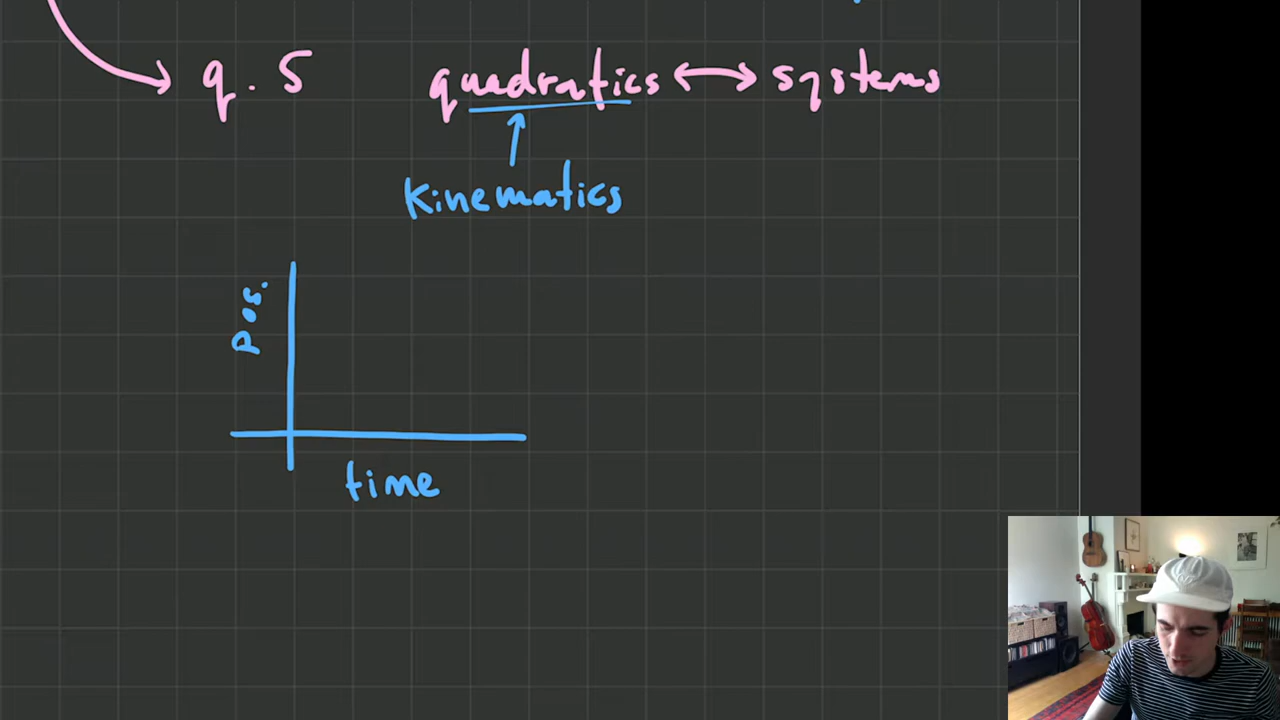 q. 5 quadratics ↔ systems
Kinematics
pos.
time